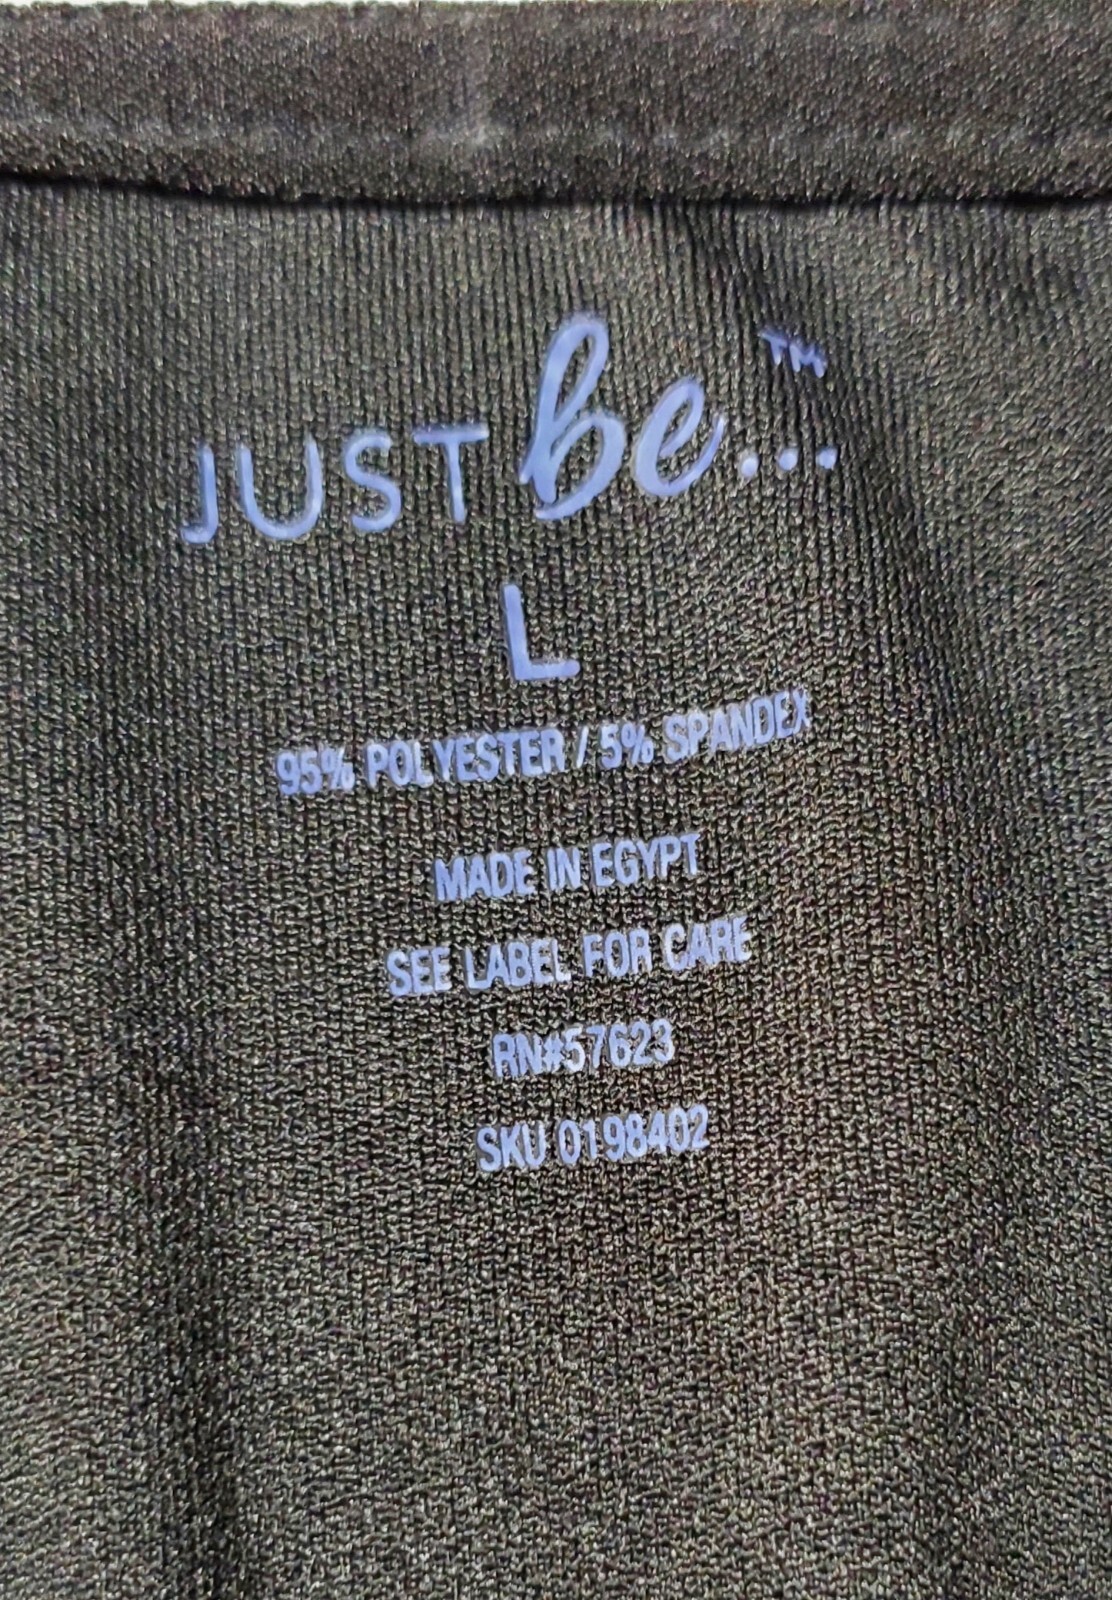 JUST be...™
L
95% POLYESTER / 5% SPANDEX
MADE IN EGYPT
SEE LABEL FOR CARE
RN#57623
SKU 0198402